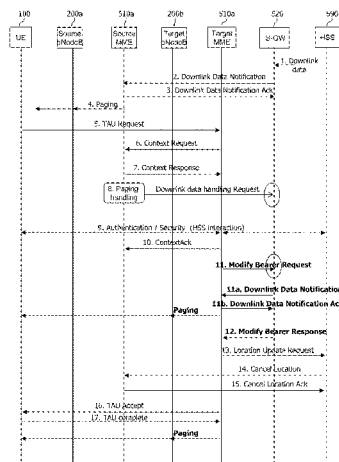 100
200a
510a
200b
510a
520
590
UE
Source eNodeB
Source MME
Target eNodeB
Target MME
S-GW
HSS
1. Downlink data
2. Downlink Data Notification
3. Downlink Data Notification Ack
4. Paging
5. TAU Request
6. Context Request
7. Context Response
8. Paging handling
Downlink data handling Request
9. Authentication / Security (HSS interaction)
10. ContextAck
11. Modify Bearer Request
11a. Downlink Data Notification
11b. Downlink Data Notification Ack
Paging
12. Modify Bearer Response
13. Location Update Request
14. Cancel Location
15. Cancel Location Ack
16. TAU Accept
17. TAU complete
Paging